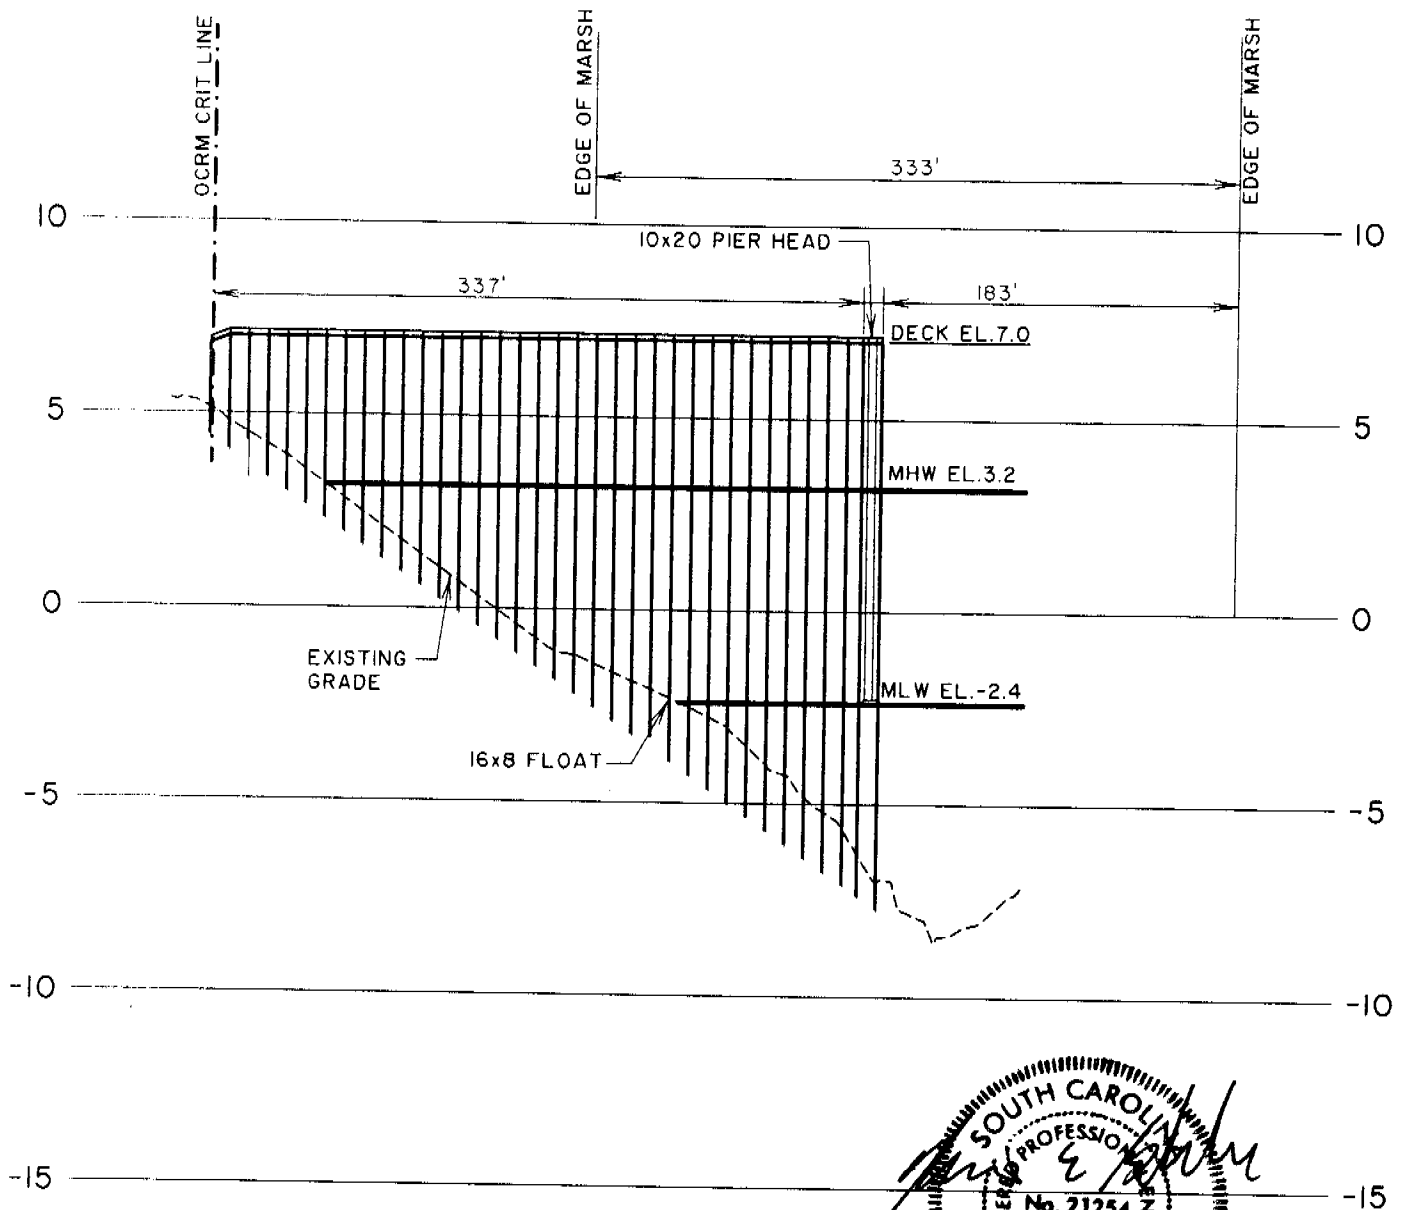 OCRM CRIT LINE
EDGE OF MARSH
EDGE OF MARSH
333'
10
10
10x20 PIER HEAD
337'
183'
DECK EL.7.0
5
5
MHW EL.3.2
0
0
EXISTING
GRADE
MLW EL.-2.4
16x8 FLOAT
-5
-5
-10
-10
SOUTH CAROL
PROFESSION
No. 21254
-15
-15